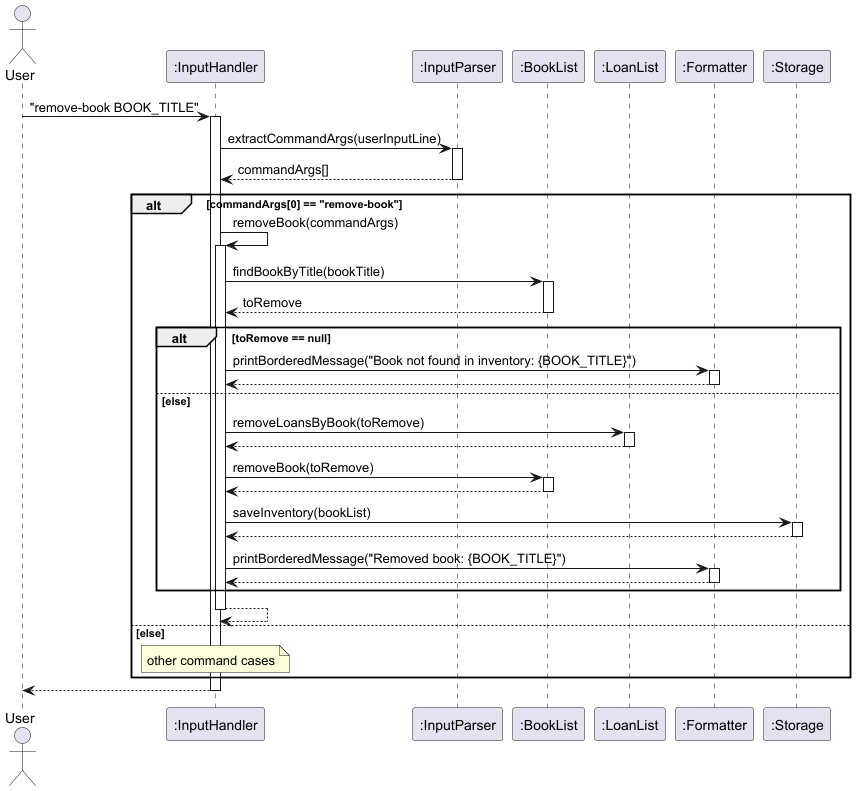 User
:InputHandler
:InputParser
:BookList
:LoanList
:Formatter
:Storage
"remove-book BOOK_TITLE"
extractCommandArgs(userInputLine)
commandArgs[]
alt
[commandArgs[0] == "remove-book"]
removeBook(commandArgs)
findBookByTitle(bookTitle)
toRemove
alt
[toRemove == null]
printBorderedMessage("Book not found in inventory: {BOOK_TITLE}")
[else]
removeLoansByBook(toRemove)
removeBook(toRemove)
saveInventory(bookList)
printBorderedMessage("Removed book: {BOOK_TITLE}")
[else]
other command cases
User
:InputHandler
:InputParser
:BookList
:LoanList
:Formatter
:Storage